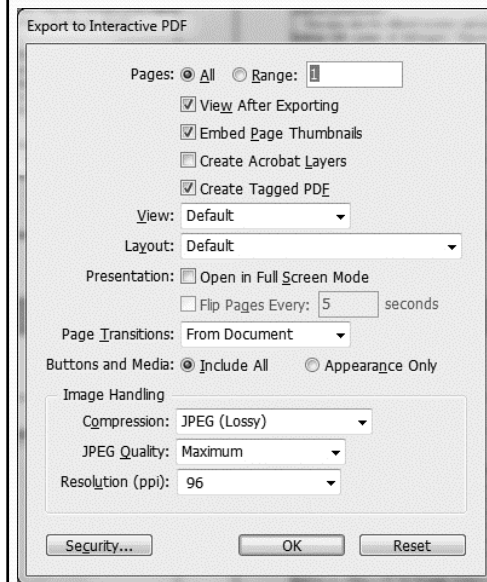 Export to Interactive PDF
Pages: All Range: 1
View After Exporting
Embed Page Thumbnails
Create Acrobat Layers
Create Tagged PDF
View: Default
Layout: Default
Presentation: Open in Full Screen Mode
Flip Pages Every: 5 seconds
Page Transitions: From Document
Buttons and Media: Include All Appearance Only
Image Handling
Compression: JPEG (Lossy)
JPEG Quality: Maximum
Resolution (ppi): 96
Security... OK Reset